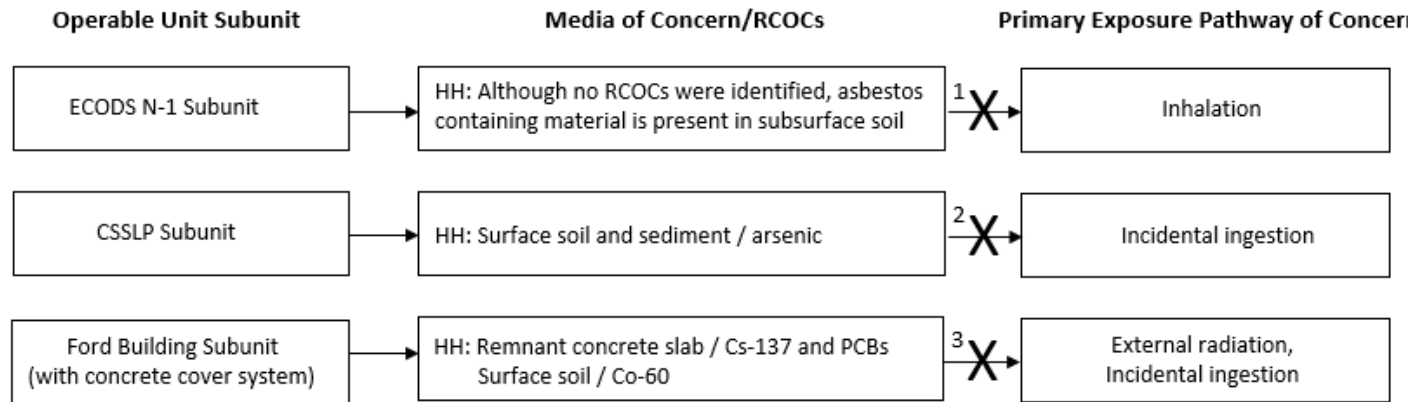 Operable Unit Subunit
Media of Concern/RCOCs
Primary Exposure Pathway of Concern
ECODS N-1 Subunit
HH: Although no RCOCs were identified, asbestos
containing material is present in subsurface soil
1
X
Inhalation
CSSLP Subunit
HH: Surface soil and sediment / arsenic
2
X
Incidental ingestion
Ford Building Subunit
(with concrete cover system)
HH: Remnant concrete slab / Cs-137 and PCBs
Surface soil / Co-60
3
X
External radiation,
Incidental ingestion